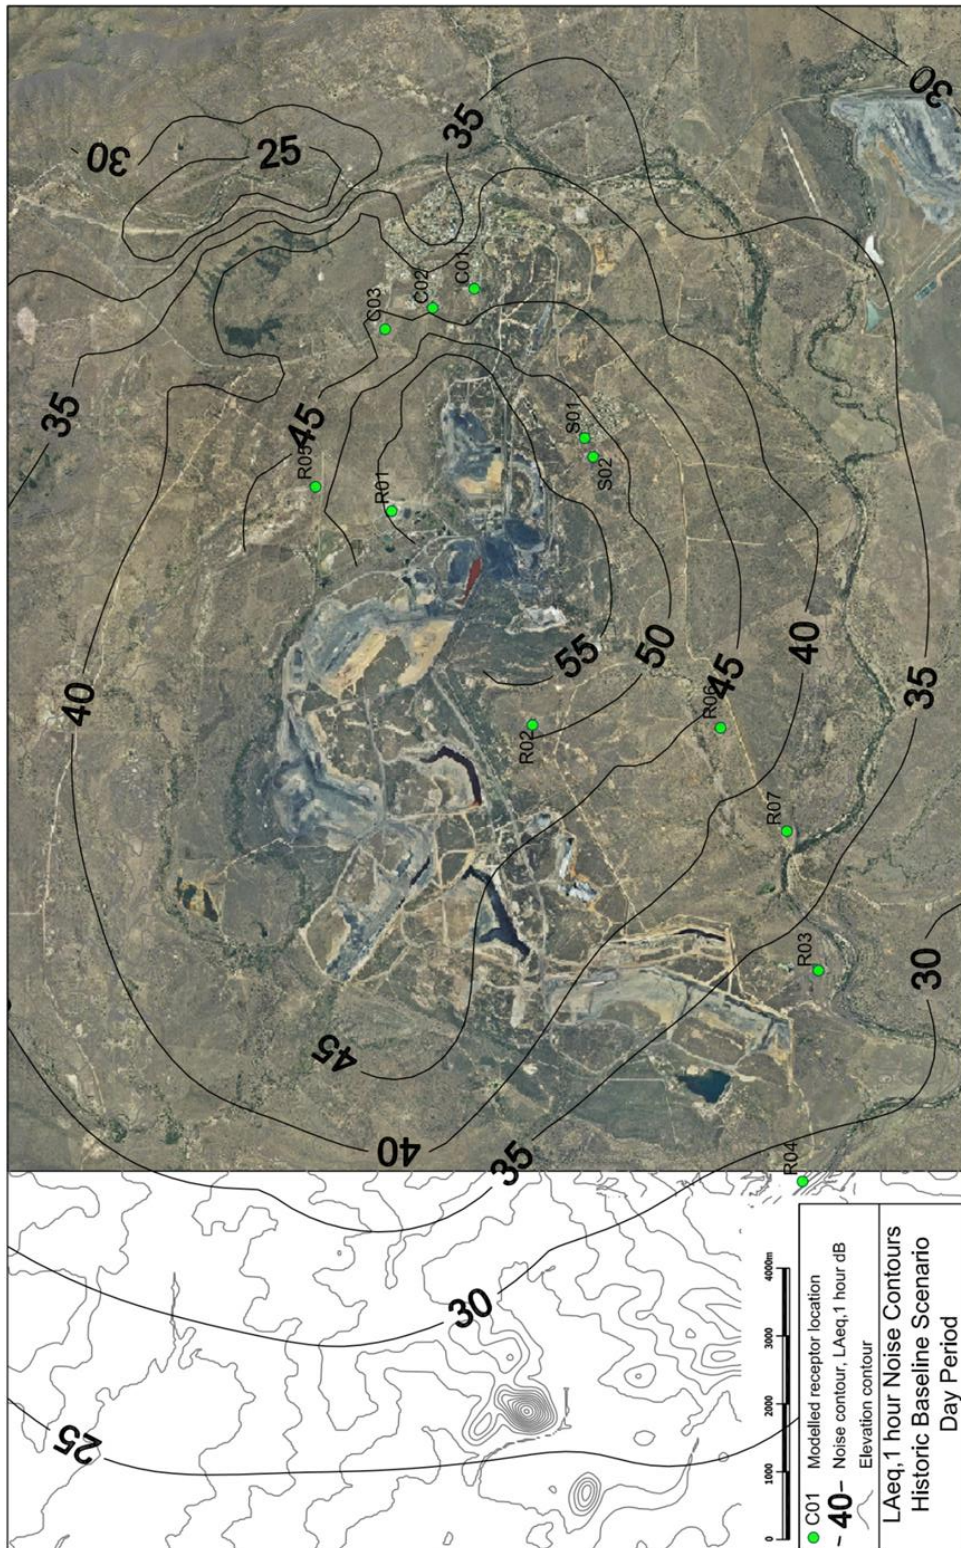 30
25
35
30
35
C03
C02
C01
45
R05
R01
S01
S02
40
55
50
40
45
35
R02
R06
R07
R03
30
45
40
35
R04
30
25
0 1000 2000 3000 4000m
C01 Modelled receptor location
- 40 - Noise contour, LAeq,1 hour dB
Elevation contour
LAeq,1 hour Noise Contours
Historic Baseline Scenario
Day Period